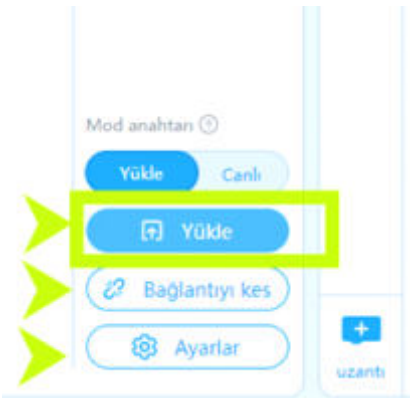 Mod anahtarı
Yükle Canlı
Yükle
Bağlantıyı kes
Ayarlar
uzantı